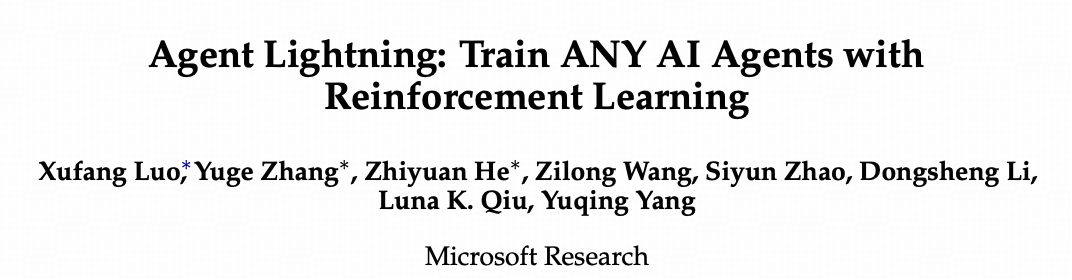 Agent Lightning: Train ANY AI Agents with
Reinforcement Learning
Xufang Luo*, Yuge Zhang*, Zhiyuan He*, Zilong Wang, Siyun Zhao, Dongsheng Li,
Luna K. Qiu, Yuqing Yang
Microsoft Research